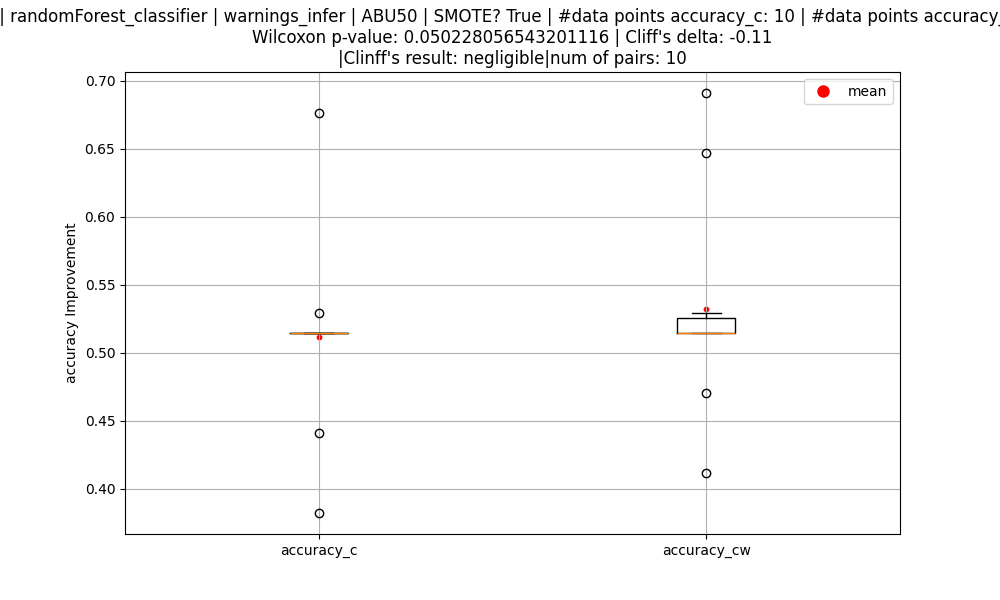 | randomForest_classifier | warnings_infer | ABU50 | SMOTE? True | #data points accuracy_c: 10 | #data points accuracy_
Wilcoxon p-value: 0.050228056543201116 | Cliff's delta: -0.11
|Clinff's result: negligible|num of pairs: 10
mean
0.70
0.65
0.60
0.55
0.50
0.45
0.40
accuracy Improvement
accuracy_c
accuracy_cw